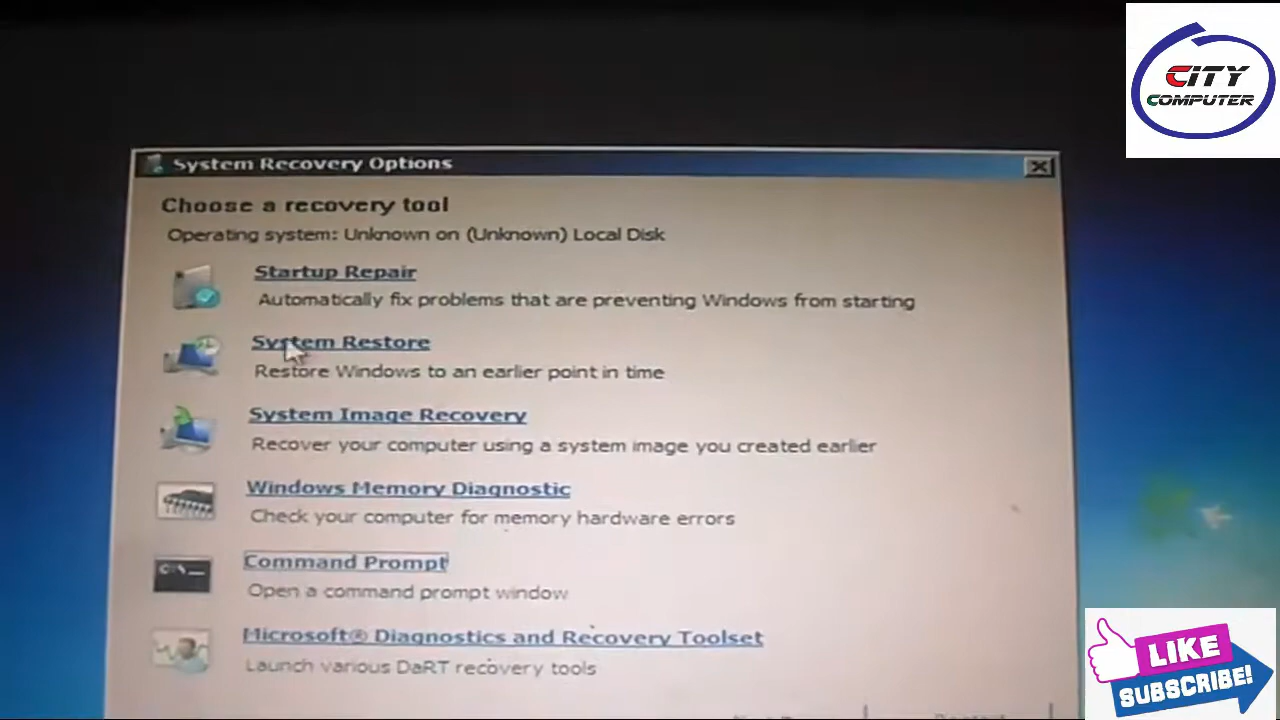 CITY
COMPUTER
System Recovery Options
Choose a recovery tool
Operating system: Unknown on (Unknown) Local Disk
Startup Repair
Automatically fix problems that are preventing Windows from starting
System Restore
Restore Windows to an earlier point in time
System Image Recovery
Recover your computer using a system image you created earlier
Windows Memory Diagnostic
Check your computer for memory hardware errors
Command Prompt
Open a command prompt window
Microsoft® Diagnostics and Recovery Toolset
Launch various DaRT recovery tools
LIKE
SUBSCRIBE!